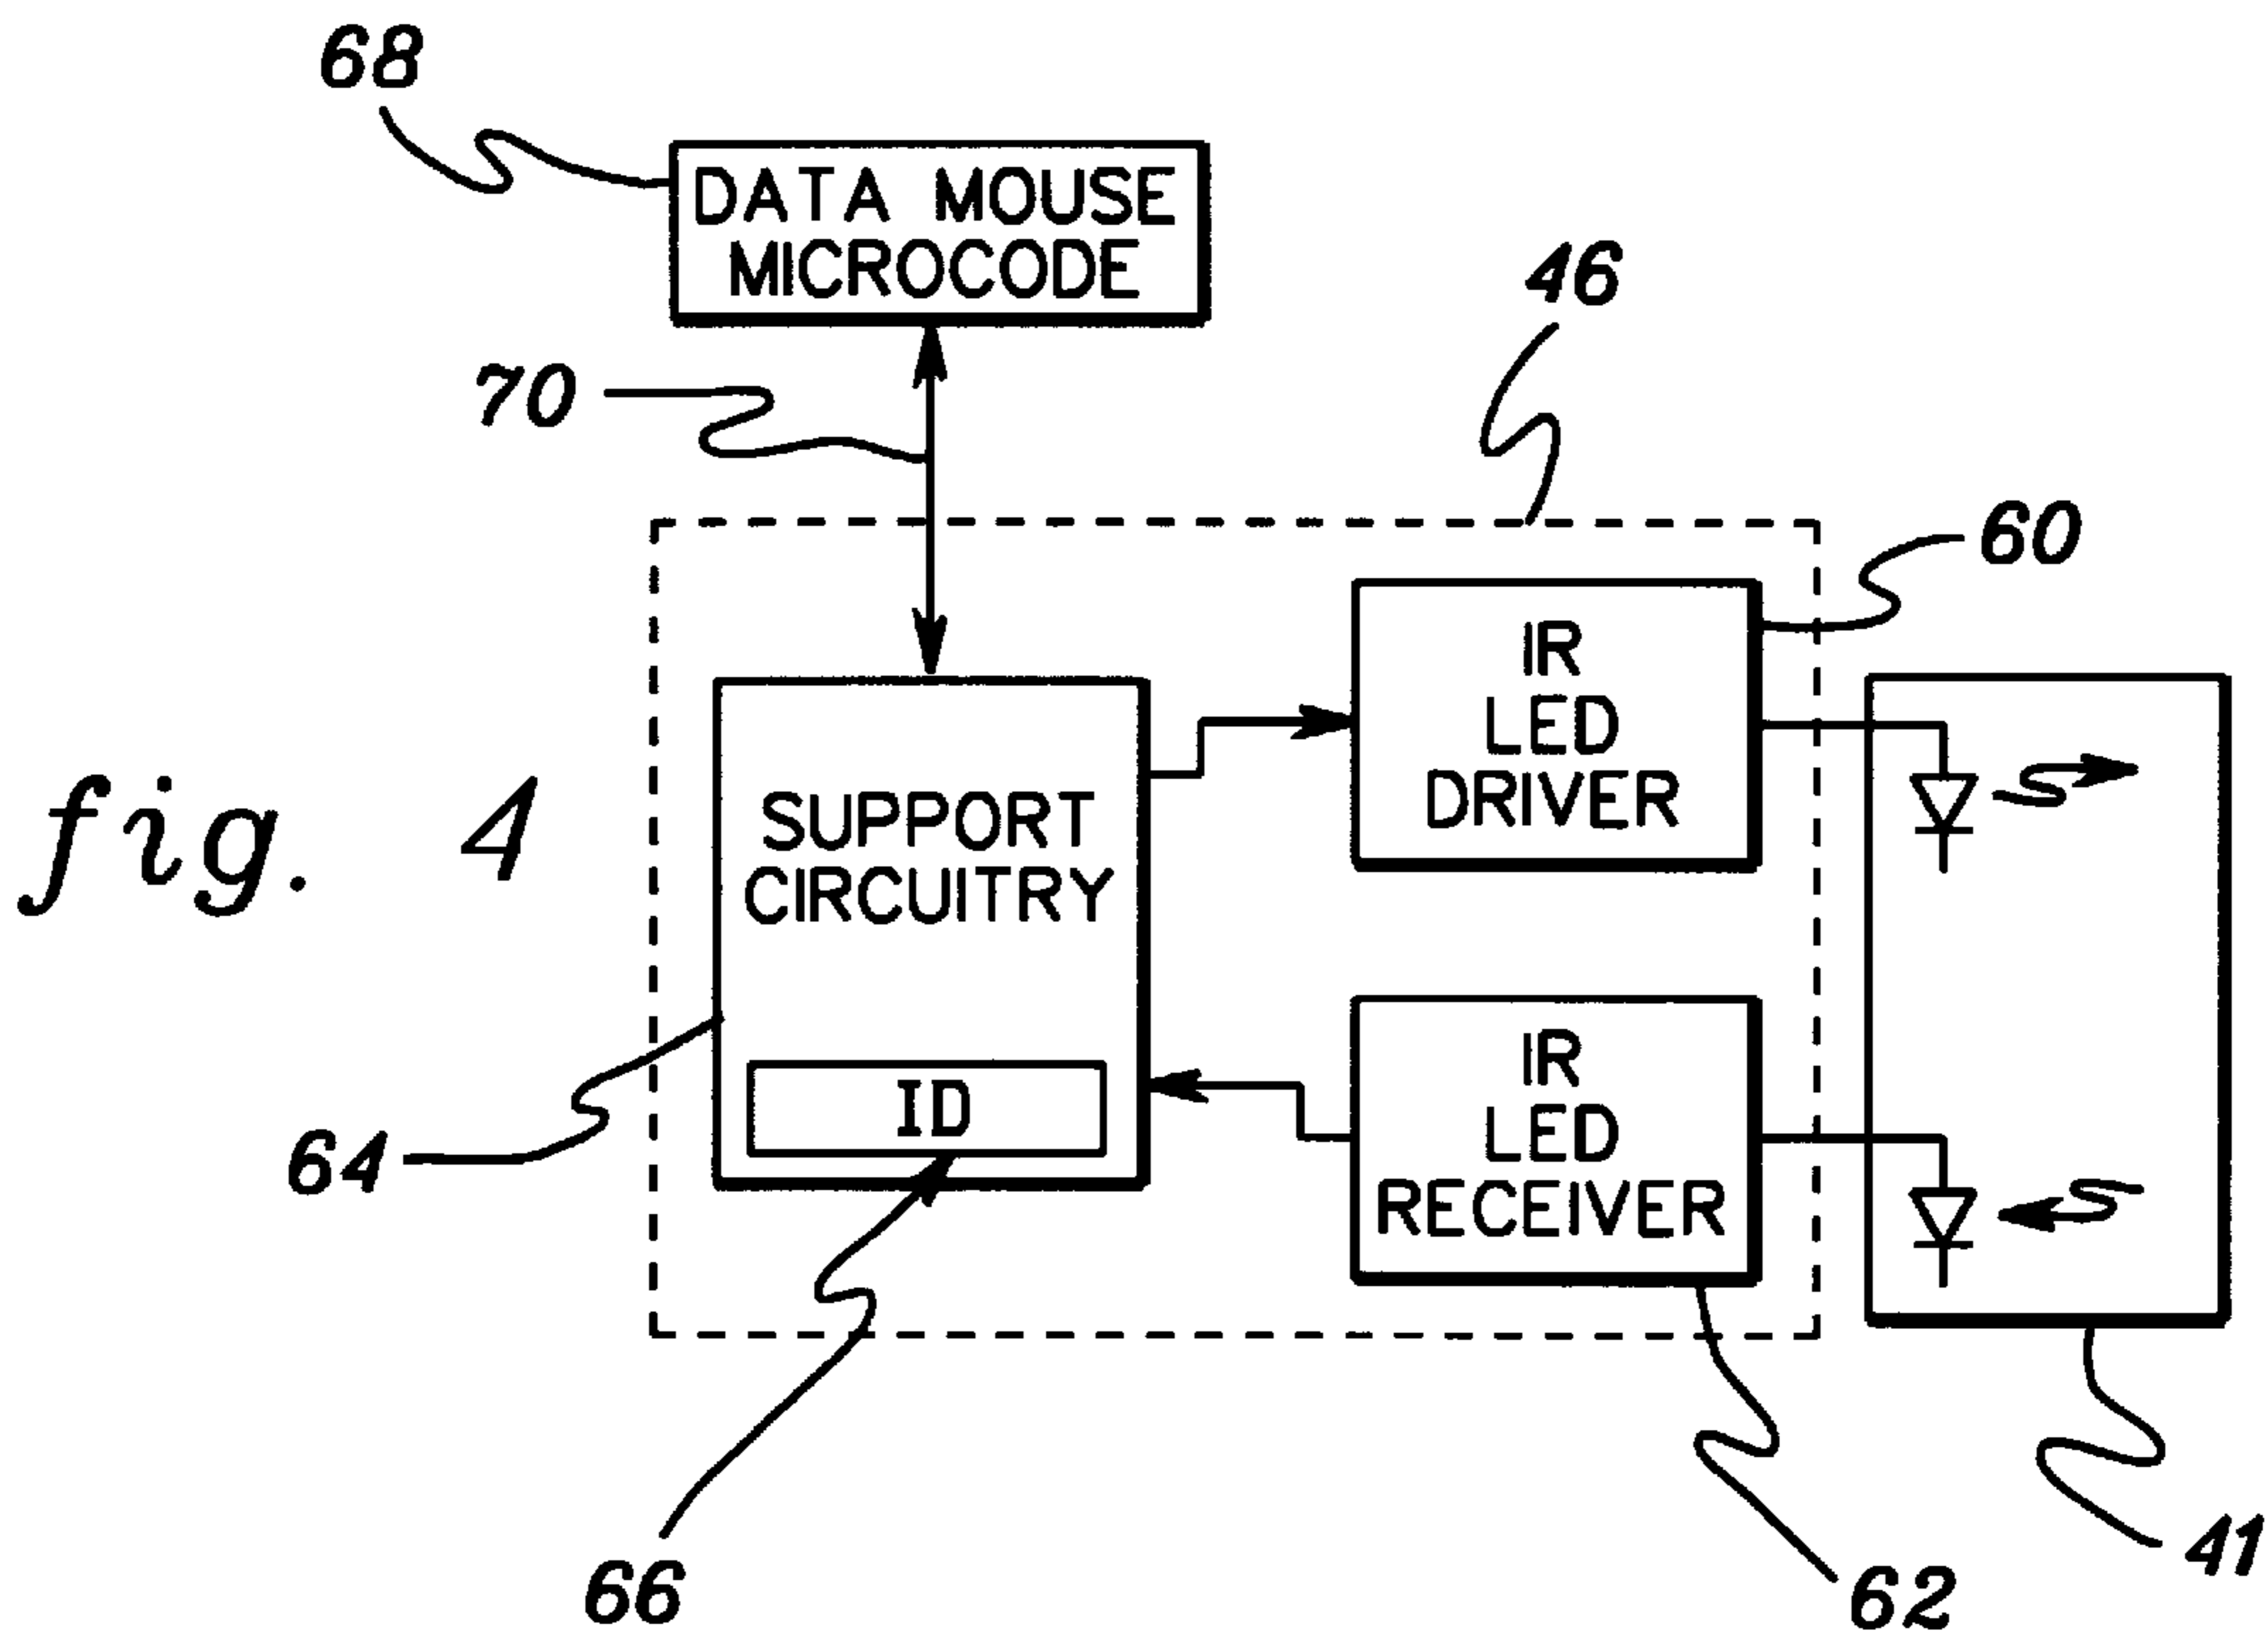 68
DATA MOUSE
MICROCODE
46
70
60
IR
LED
DRIVER
fig. 4
SUPPORT
CIRCUITRY
IR
LED
RECEIVER
ID
64
66
62
41